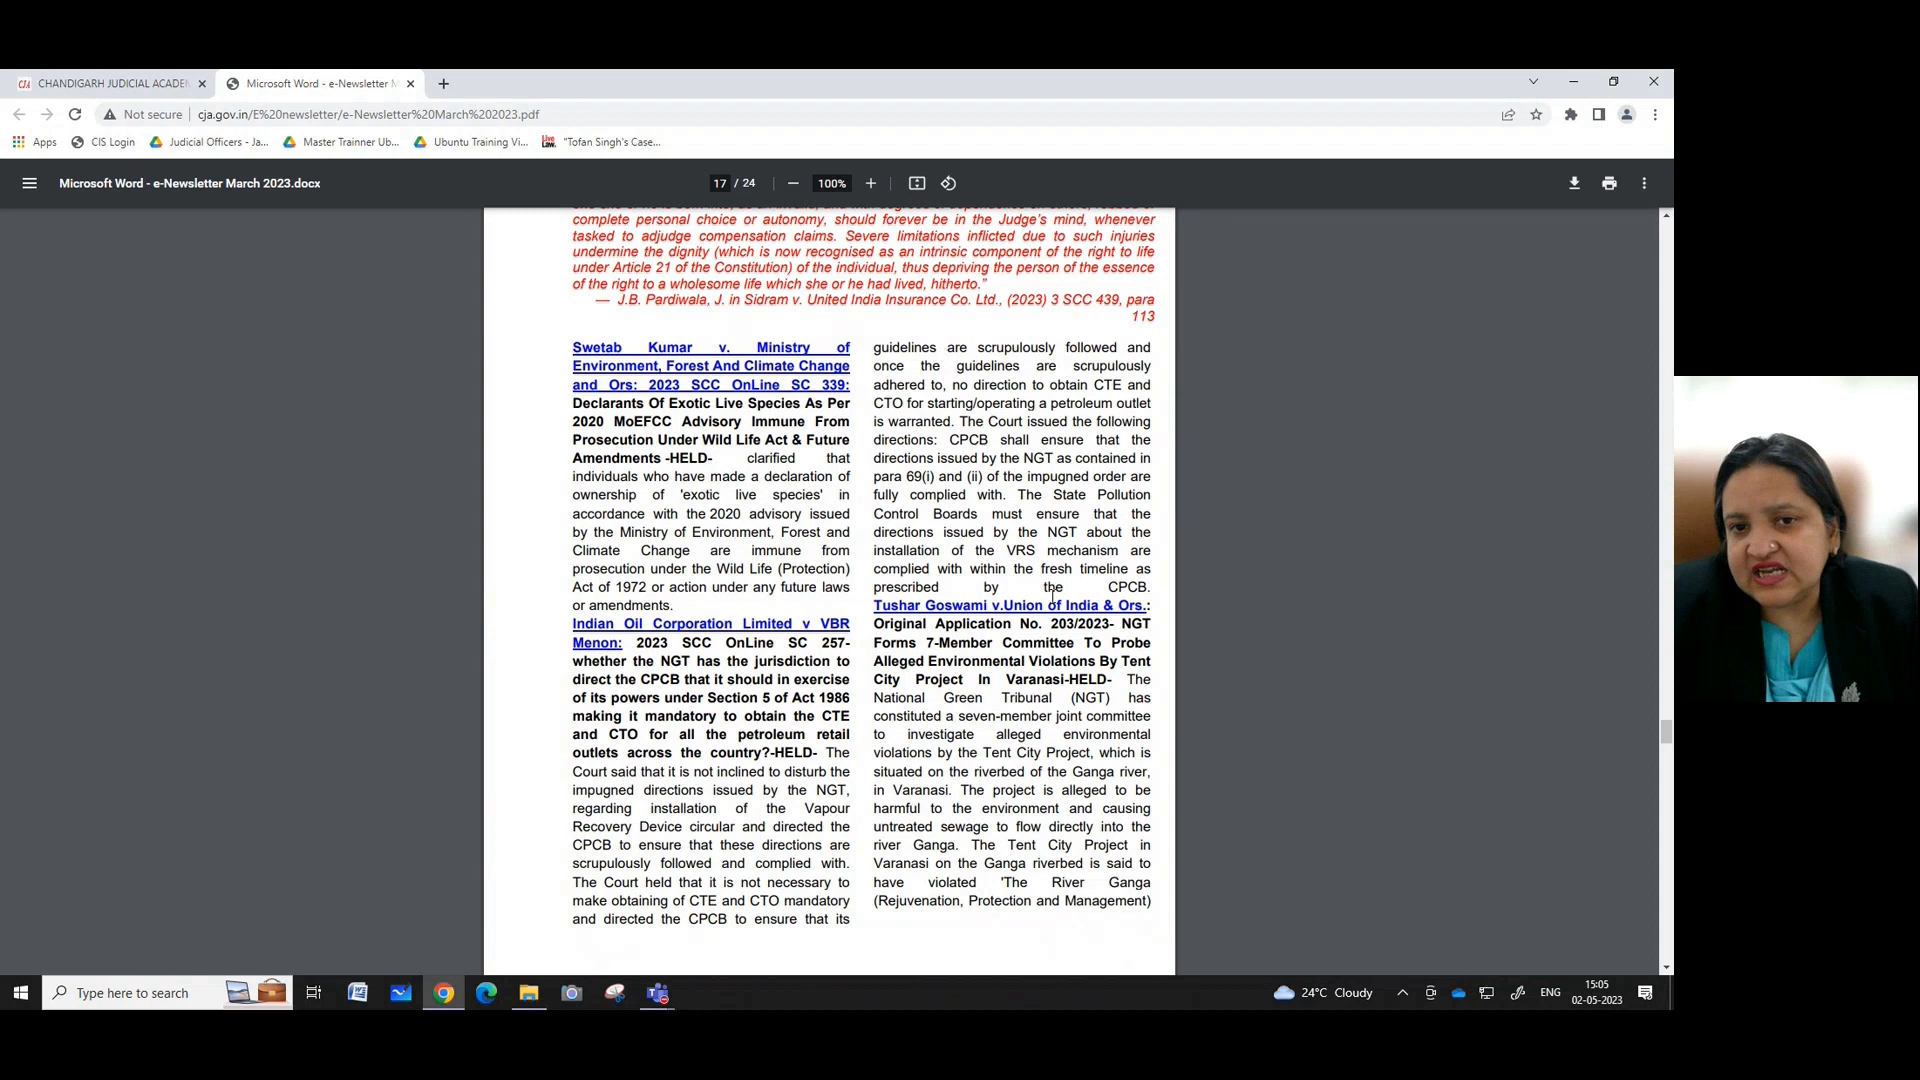 CHANDIGARH JUDICIAL ACADEM
Microsoft Word - e-Newsletter M
Not secure
cja.gov.in/E%20newsletter/e-Newsletter%20March%202023.pdf
Apps
CIS Login
Judicial Officers - Ja...
Master Trainner Ub...
Ubuntu Training Vi...
"Tofan Singh's Case...
Microsoft Word - e-Newsletter March 2023.docx
17 / 24
100%
complete personal choice or autonomy, should forever be in the Judge's mind, whenever
tasked to adjudge compensation claims. Severe limitations inflicted due to such injuries
undermine the dignity (which is now recognised as an intrinsic component of the right to life
under Article 21 of the Constitution) of the individual, thus depriving the person of the essence
of the right to a wholesome life which she or he had lived, hitherto."
— J.B. Pardiwala, J. in Sidram v. United India Insurance Co. Ltd., (2023) 3 SCC 439, para
113
Swetab Kumar v. Ministry of
Environment, Forest And Climate Change
and Ors: 2023 SCC OnLine SC 339:
Declarants Of Exotic Live Species As Per
2020 MoEFCC Advisory Immune From
Prosecution Under Wild Life Act & Future
Amendments -HELD- clarified that
individuals who have made a declaration of
ownership of 'exotic live species' in
accordance with the 2020 advisory issued
by the Ministry of Environment, Forest and
Climate Change are immune from
prosecution under the Wild Life (Protection)
Act of 1972 or action under any future laws
or amendments.
Indian Oil Corporation Limited v VBR
Menon: 2023 SCC OnLine SC 257-
whether the NGT has the jurisdiction to
direct the CPCB that it should in exercise
of its powers under Section 5 of Act 1986
making it mandatory to obtain the CTE
and CTO for all the petroleum retail
outlets across the country?-HELD- The
Court said that it is not inclined to disturb the
impugned directions issued by the NGT,
regarding installation of the Vapour
Recovery Device circular and directed the
CPCB to ensure that these directions are
scrupulously followed and complied with.
The Court held that it is not necessary to
make obtaining of CTE and CTO mandatory
and directed the CPCB to ensure that its
guidelines are scrupulously followed and
once the guidelines are scrupulously
adhered to, no direction to obtain CTE and
CTO for starting/operating a petroleum outlet
is warranted. The Court issued the following
directions: CPCB shall ensure that the
directions issued by the NGT as contained in
para 69(i) and (ii) of the impugned order are
fully complied with. The State Pollution
Control Boards must ensure that the
directions issued by the NGT about the
installation of the VRS mechanism are
complied with within the fresh timeline as
prescribed by the CPCB.
Tushar Goswami v.Union of India & Ors.:
Original Application No. 203/2023- NGT
Forms 7-Member Committee To Probe
Alleged Environmental Violations By Tent
City Project In Varanasi-HELD- The
National Green Tribunal (NGT) has
constituted a seven-member joint committee
to investigate alleged environmental
violations by the Tent City Project, which is
situated on the riverbed of the Ganga river,
in Varanasi. The project is alleged to be
harmful to the environment and causing
untreated sewage to flow directly into the
river Ganga. The Tent City Project in
Varanasi on the Ganga riverbed is said to
have violated 'The River Ganga
(Rejuvenation, Protection and Management)
Type here to search
24°C Cloudy
ENG
15:05
02-05-2023